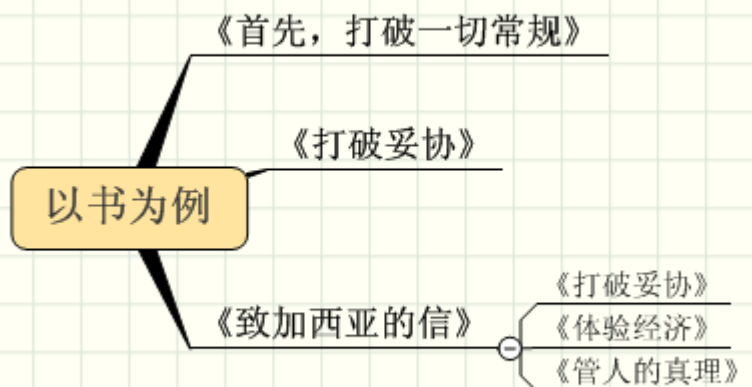 《首先，打破一切常规》
《打破妥协》
以书为例
《致加西亚的信》
《打破妥协》
《体验经济》
《管人的真理》